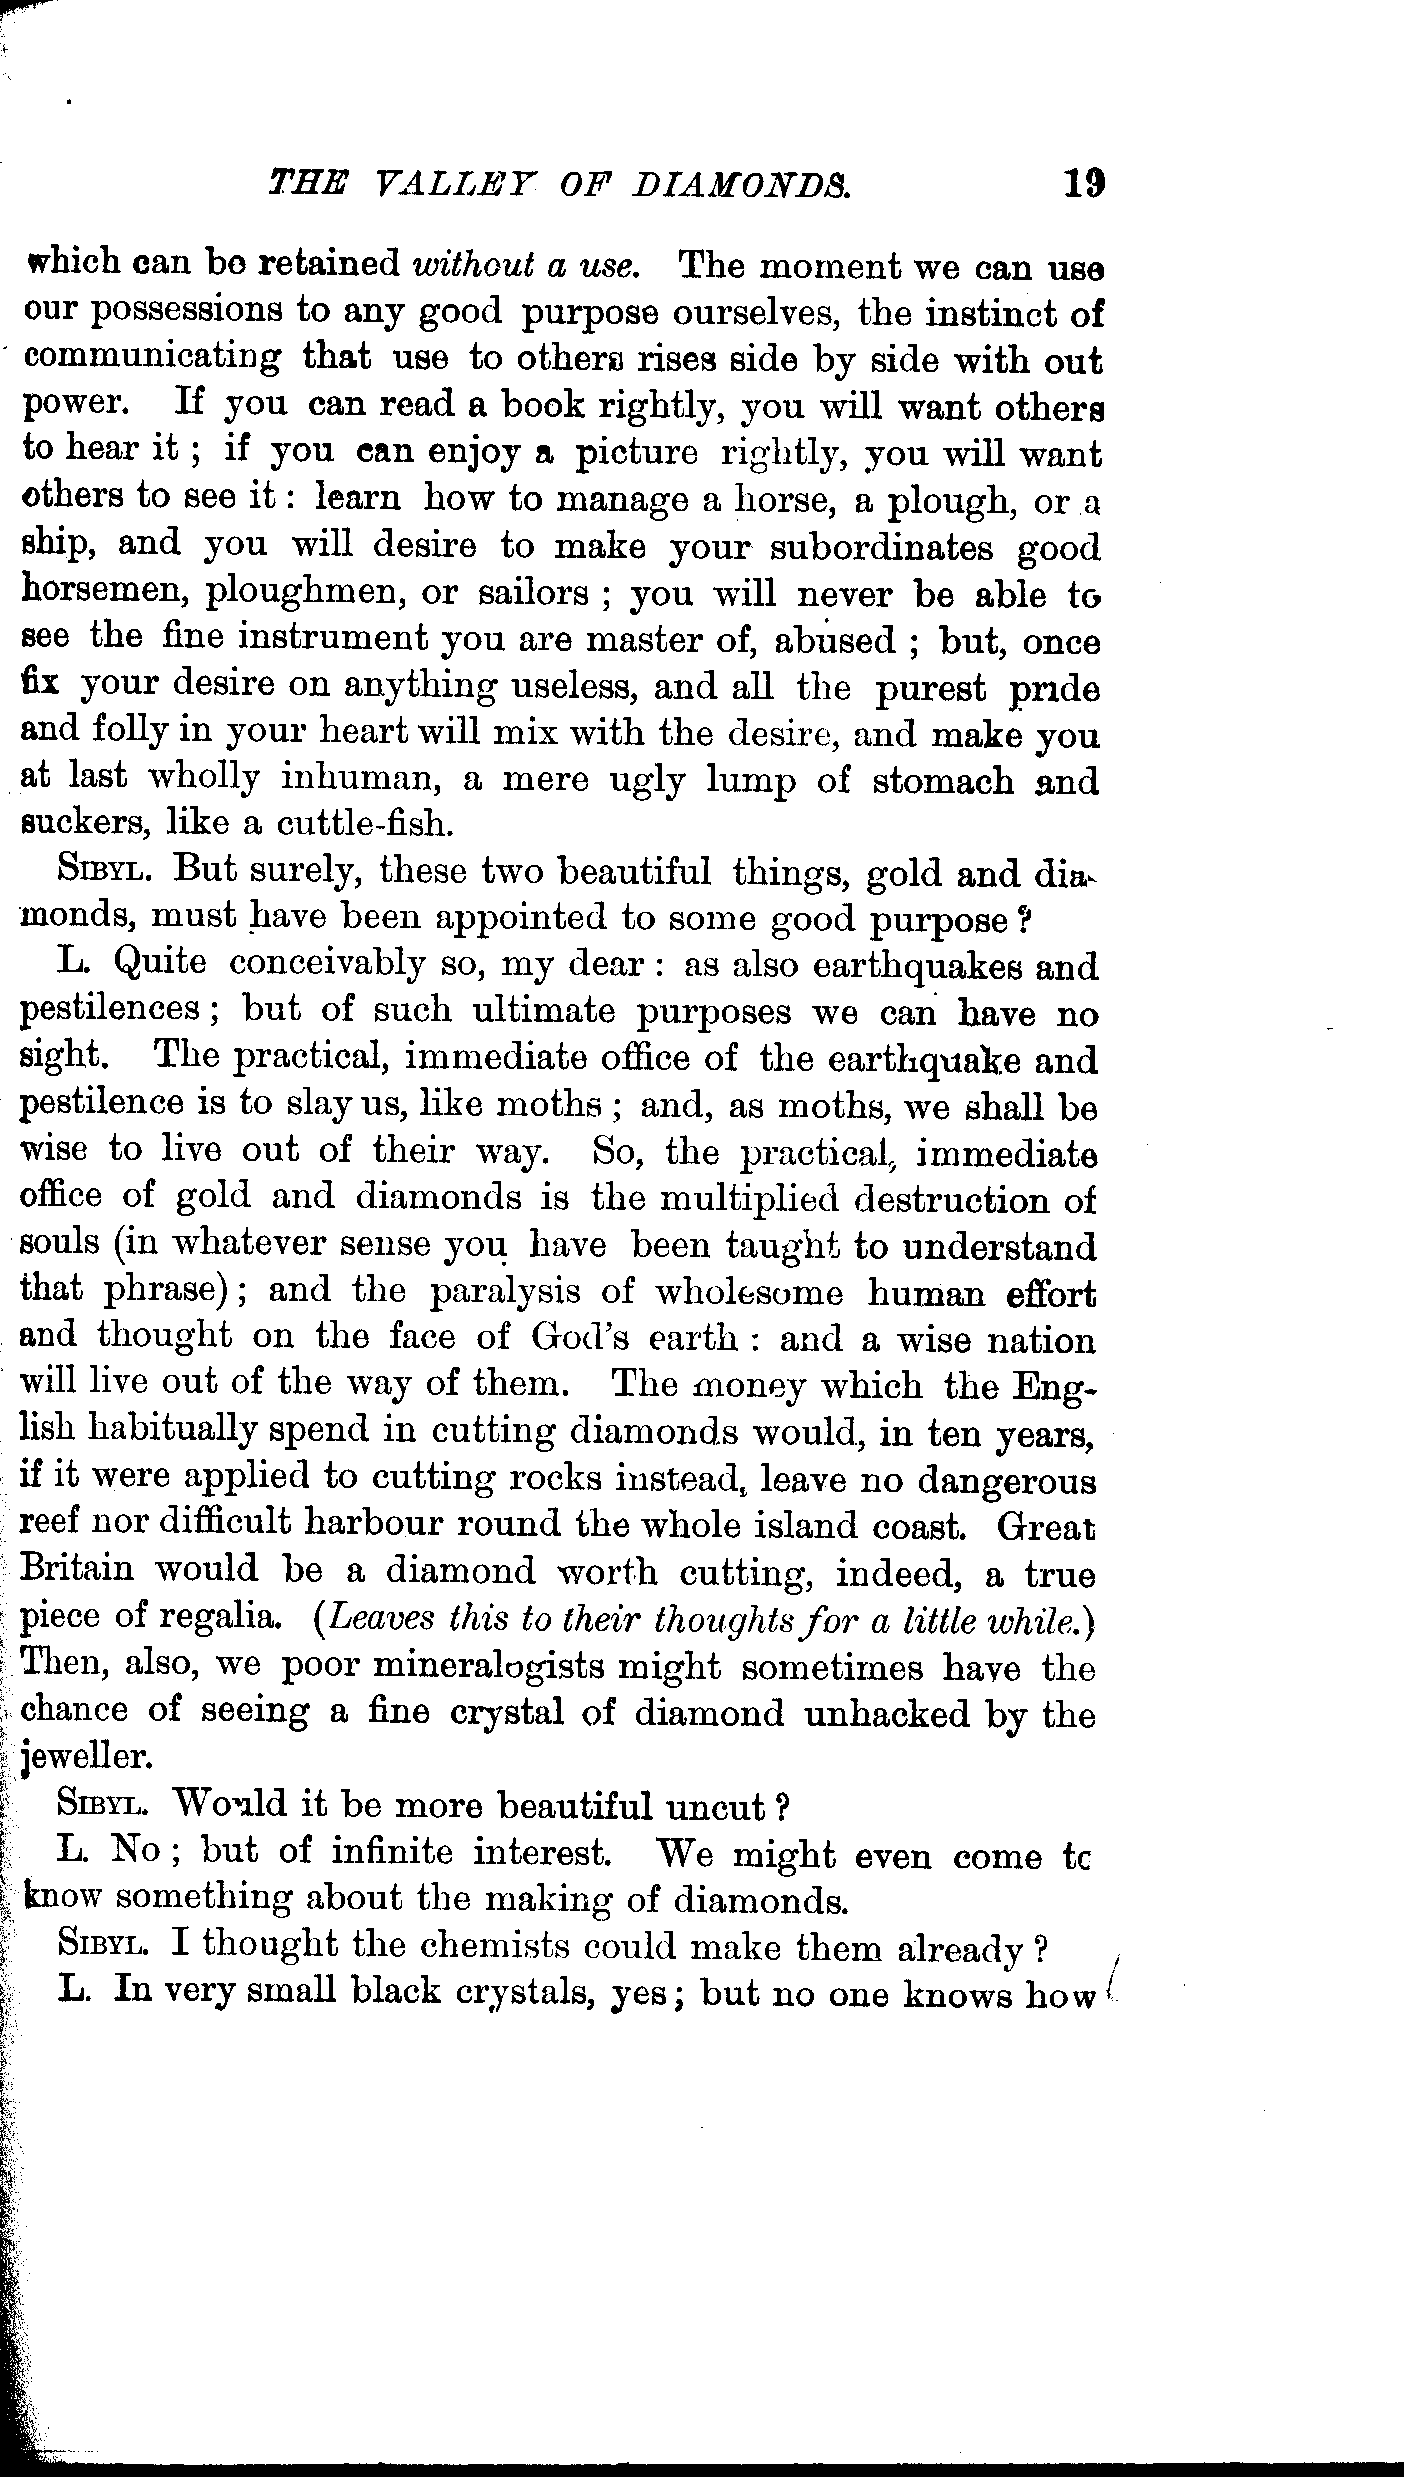 THE VALLEY OF DIAMONDS. 19
which can be retained without a use. The moment we can use
our possessions to any good purpose ourselves, the instinct of
communicating that use to others rises side by side with out
power. If you can read a book rightly, you will want others
to hear it ; if you can enjoy a picture rightly, you will want
others to see it : learn how to manage a horse, a plough, or a
ship, and you will desire to make your subordinates good
horsemen, ploughmen, or sailors ; you will never be able to
see the fine instrument you are master of, abused ; but, once
fix your desire on anything useless, and all the purest pride
and folly in your heart will mix with the desire, and make you
at last wholly inhuman, a mere ugly lump of stomach and
suckers, like a cuttle-fish.
SIBYL. But surely, these two beautiful things, gold and dia-
monds, must have been appointed to some good purpose ?
L. Quite conceivably so, my dear : as also earthquakes and
pestilences ; but of such ultimate purposes we can have no
sight. The practical, immediate office of the earthquake and
pestilence is to slay us, like moths ; and, as moths, we shall be
wise to live out of their way. So, the practical, immediate
office of gold and diamonds is the multiplied destruction of
souls (in whatever sense you have been taught to understand
that phrase) ; and the paralysis of wholesome human effort
and thought on the face of God's earth : and a wise nation
will live out of the way of them. The money which the Eng-
lish habitually spend in cutting diamonds would, in ten years,
if it were applied to cutting rocks instead, leave no dangerous
reef nor difficult harbour round the whole island coast. Great
Britain would be a diamond worth cutting, indeed, a true
piece of regalia. (Leaves this to their thoughts for a little while.)
Then, also, we poor mineralogists might sometimes have the
chance of seeing a fine crystal of diamond unhacked by the
jeweller.
SIBYL. Would it be more beautiful uncut ?
L. No ; but of infinite interest. We might even come to
know something about the making of diamonds.
SIBYL. I thought the chemists could make them already ?
L. In very small black crystals, yes ; but no one knows how